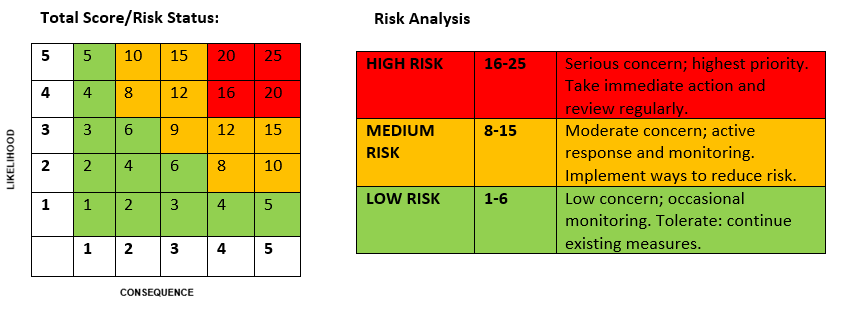 Total Score/Risk Status:
Risk Analysis
5 5 10 15 20 25
4 4 8 12 16 20
3 3 6 9 12 15
2 2 4 6 8 10
1 1 2 3 4 5
1 2 3 4 5
LIKELIHOOD
CONSEQUENCE
HIGH RISK 16-25 Serious concern; highest priority.
Take immediate action and
review regularly.
MEDIUM 8-15 Moderate concern; active
RISK response and monitoring.
Implement ways to reduce risk.
LOW RISK 1-6 Low concern; occasional
monitoring. Tolerate: continue
existing measures.